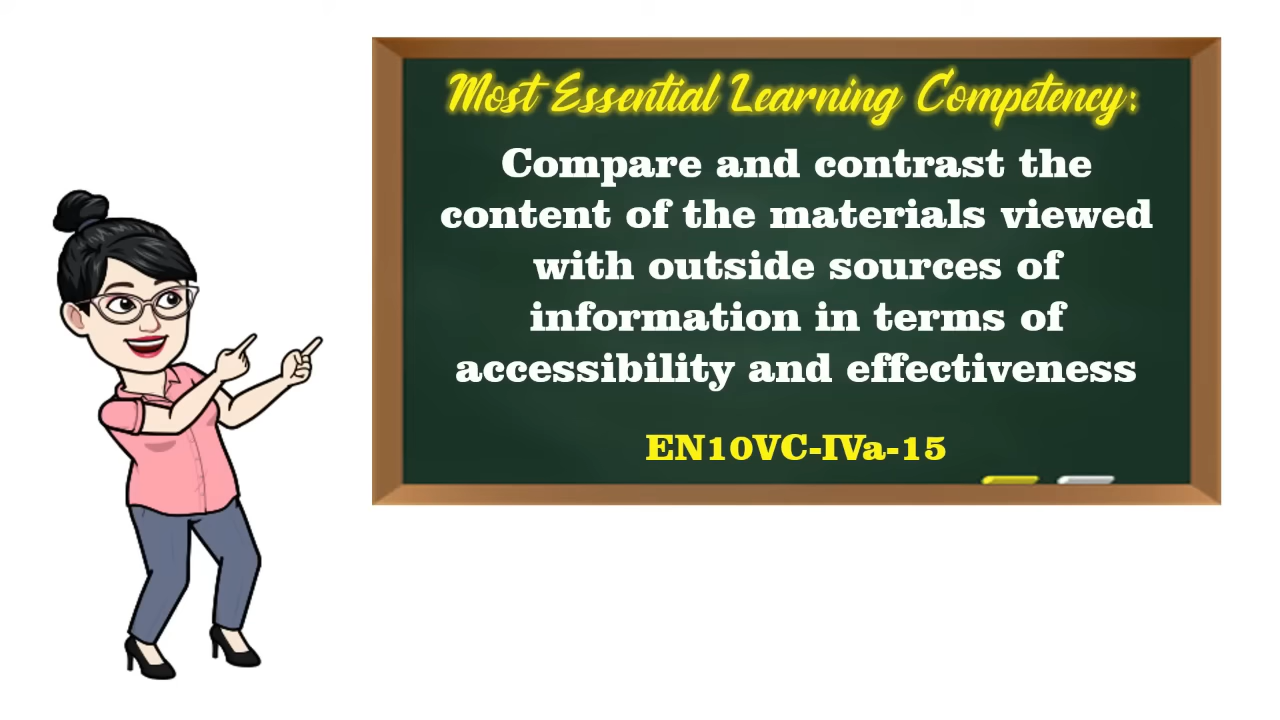 Most Essential Learning Competency:
Compare and contrast the
content of the materials viewed
with outside sources of
information in terms of
accessibility and effectiveness
EN10VC-IVa-15